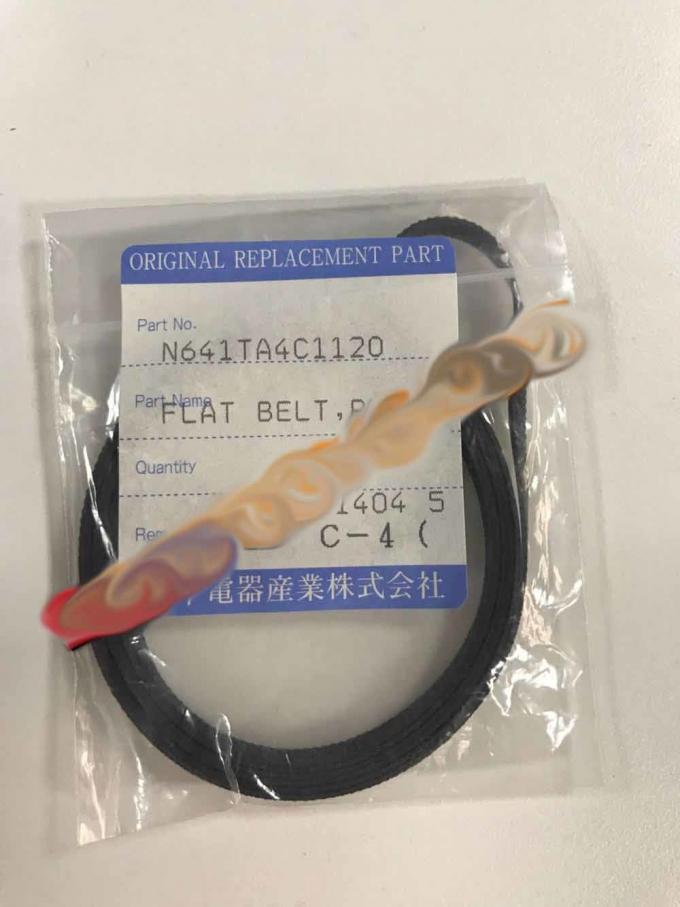 ORIGINAL REPLACEMENT PART
Part No.
N641TA4C1120
Part Name
FLAT BELT,
Quantity
1404 5
C-4 (
電器産業株式会社